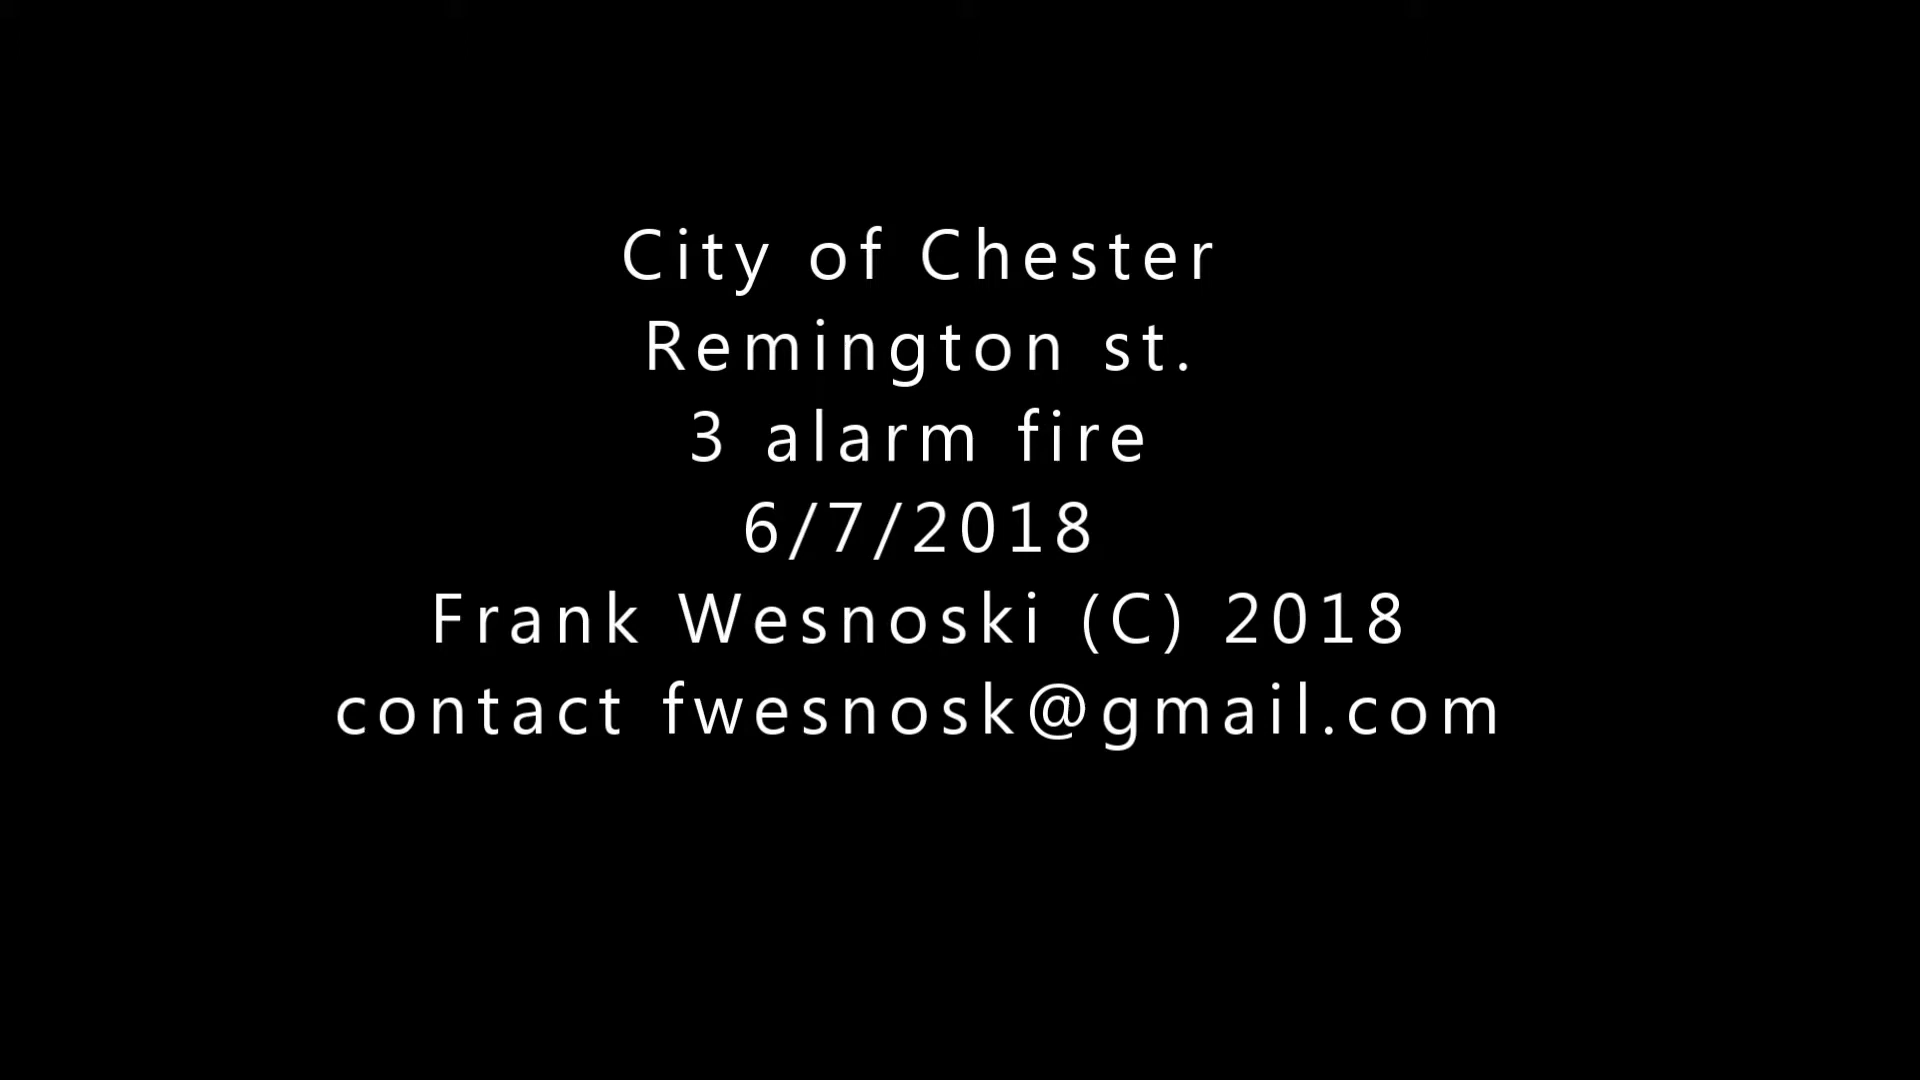 City of Chester
Remington st.
3 alarm fire
6/7/2018
Frank Wesnoski (C) 2018
contact fwesnosk@gmail.com